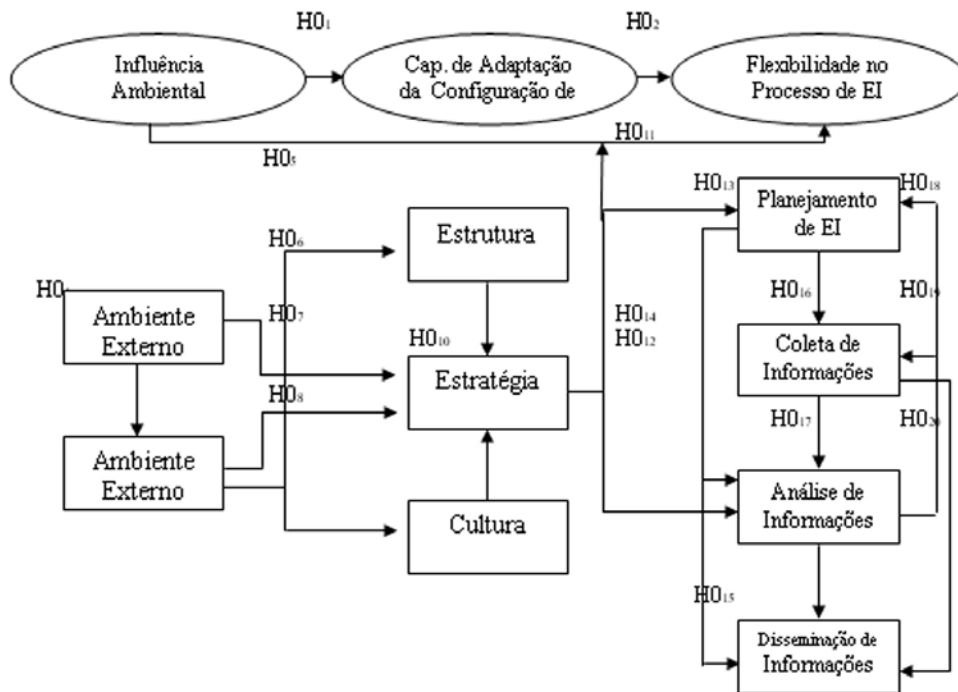 H0₁
H0₂
Influência
Ambiental
Cap. de Adaptação
da Configuração de
Flexibilidade no
Processo de EI
H0₁₁
H0₅
H0₁₃
H0₁₈
Planejamento
de EI
H0₆
Estrutura
H0
H0₇
Ambiente
Externo
H0₁₆
H0₁₉
H0₁₄
H0₁₂
H0₁₀
Coleta de
Informações
Estratégia
H0₈
H0₁₇
H0₂₀
Ambiente
Externo
Análise de
Informações
Cultura
H0₁₅
Disseminação de
Informações